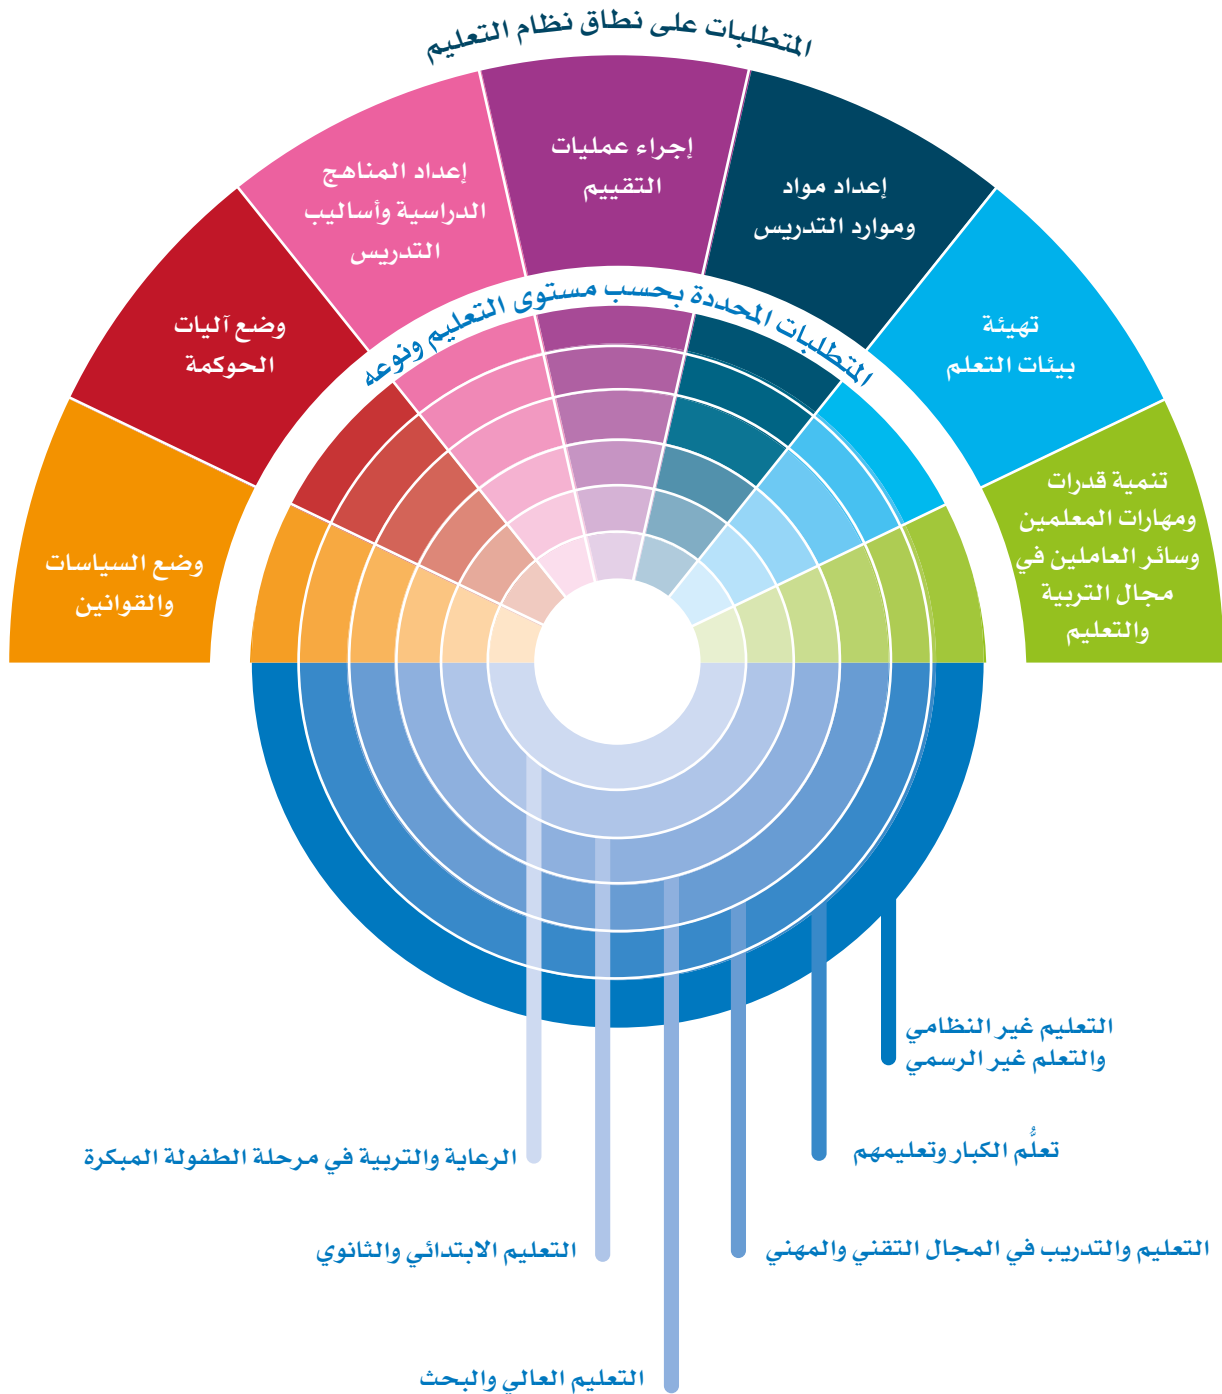 المتطلبات على نطاق نظام التعليم
تنمية قدرات
ومهارات المعلمين
وسائر العاملين في
مجال التربية
والتعليم
تهيئة
بيئات التعلم
إعداد مواد
وموارد التدريس
إجراء عمليات
التقييم
إعداد المناهج
الدراسية وأساليب
التدريس
وضع آليات
الحوكمة
وضع السياسات
والقوانين
المتطلبات المحددة بحسب مستوى التعليم ونوعه
التعليم غير النظامي
والتعلم غير الرسمي
تعلُّم الكبار وتعليمهم
الرعاية والتربية في مرحلة الطفولة المبكرة
التعليم والتدريب في المجال التقني والمهني
التعليم الابتدائي والثانوي
التعليم العالي والبحث